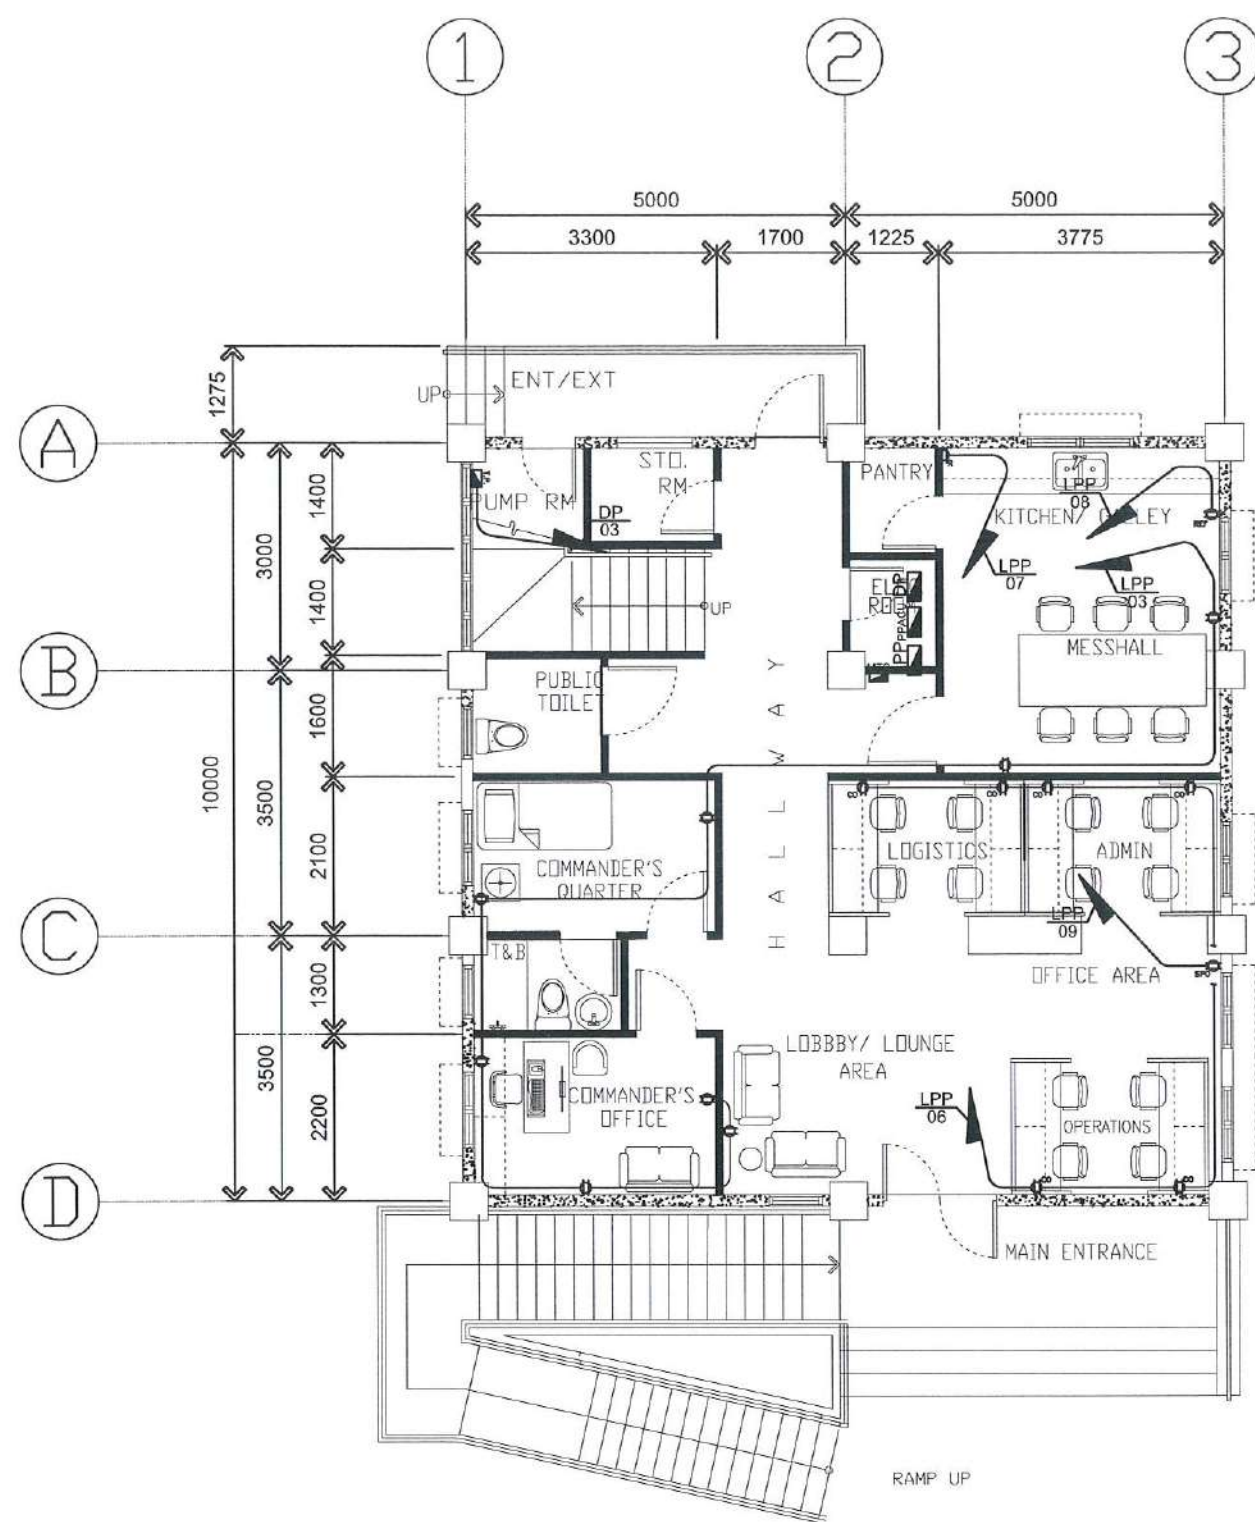 1
2
3
5000
5000
3300
1700
1225
3775
1275
UP
ENT/EXT
A
STO.
RM
PANTRY
PUMP RM
DP
03
LPP
08
KITCHEN/
1400
3000
LPP
07
LPP
03
DP
UP
1400
MESSHALL
B
PUBLIC
TOILET
1600
10000
3500
HALLWAY
2100
COMMANDER'S
QUARTER
LOGISTICS
ADMIN
LPP
09
C
T&B
OFFICE AREA
1300
3500
LOBBBY/ LOUNGE
AREA
COMMANDER'S
OFFICE
LPP
06
OPERATIONS
2200
D
MAIN ENTRANCE
RAMP UP